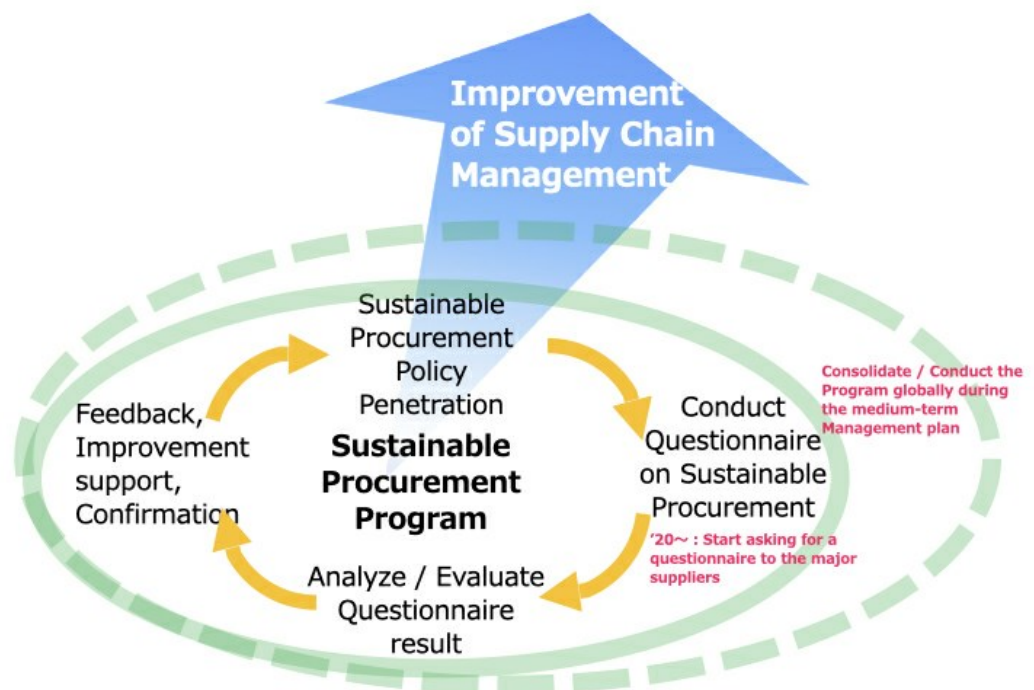 Improvement
of Supply Chain
Management
Sustainable
Procurement
Policy
Penetration
Consolidate / Conduct the
Program globally during
the medium-term
Management plan
Conduct
Questionnaire
on Sustainable
Procurement
Feedback,
Improvement
support,
Confirmation
Sustainable
Procurement
Program
'20～ : Start asking for a
questionnaire to the major
suppliers
Analyze / Evaluate
Questionnaire
result